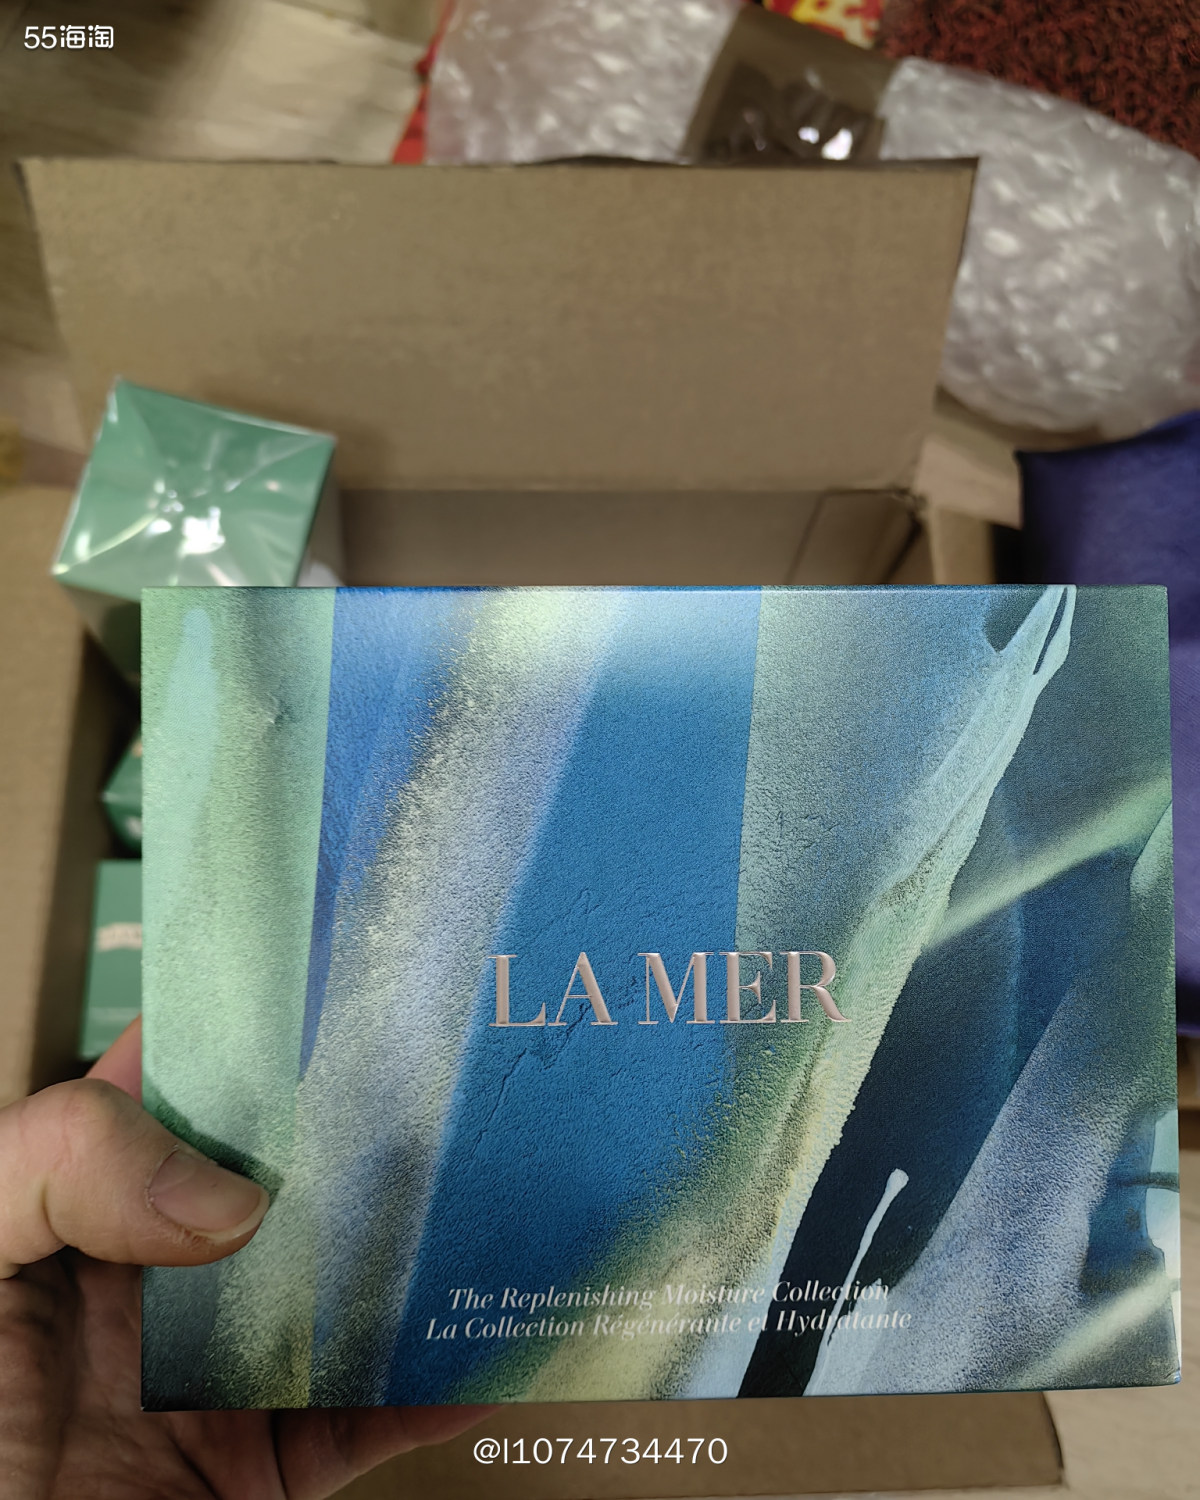 55海淘
LA MER
The Replenishing Moisture Collection
La Collection Régénérante et Hydratante
@l1074734470